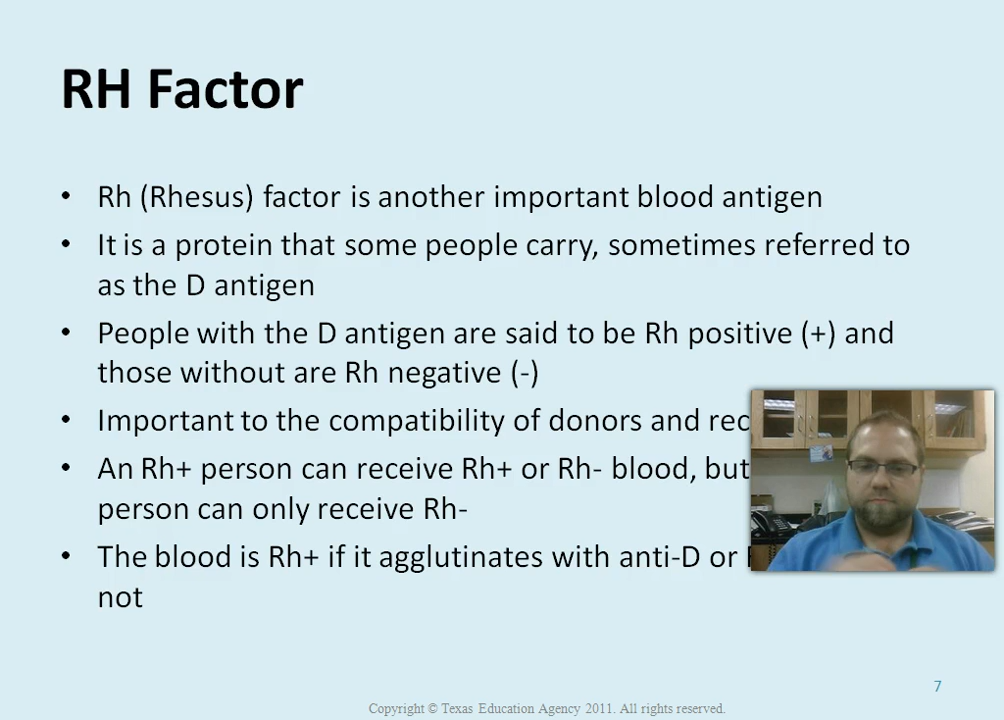 RH Factor
• Rh (Rhesus) factor is another important blood antigen
• It is a protein that some people carry, sometimes referred to
as the D antigen
• People with the D antigen are said to be Rh positive (+) and
those without are Rh negative (-)
• Important to the compatibility of donors and
• An Rh+ person can receive Rh+ or Rh- blood, but
person can only receive Rh-
• The blood is Rh+ if it agglutinates with anti-D or
not
7
Copyright © Texas Education Agency 2011. All rights reserved.